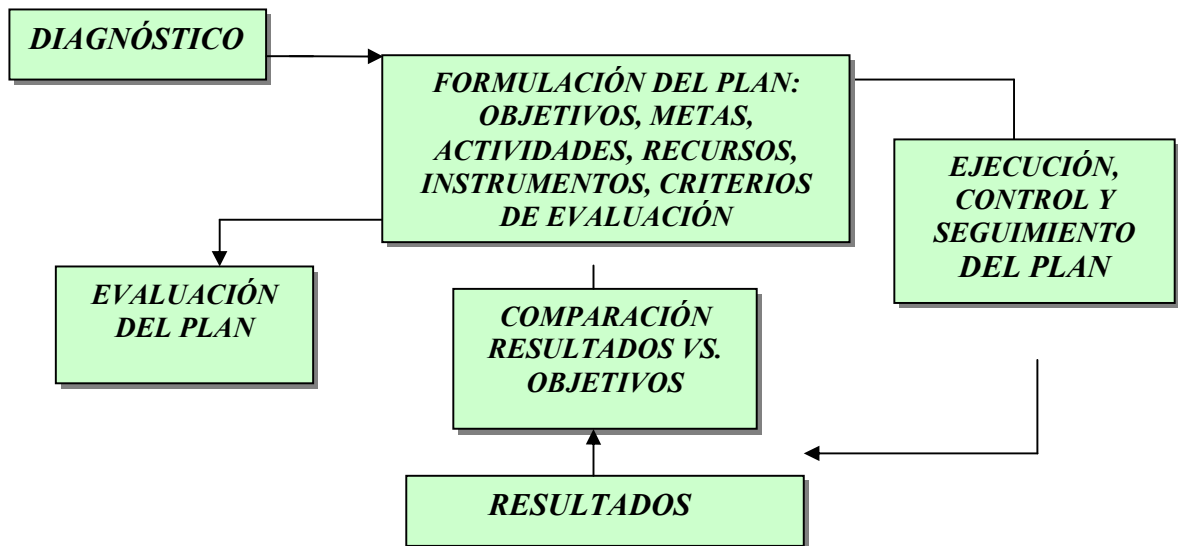 DIAGNÓSTICO
FORMULACIÓN DEL PLAN:
OBJETIVOS, METAS,
ACTIVIDADES, RECURSOS,
INSTRUMENTOS, CRITERIOS
DE EVALUACIÓN
EJECUCIÓN,
CONTROL Y
SEGUIMIENTO
DEL PLAN
EVALUACIÓN
DEL PLAN
COMPARACIÓN
RESULTADOS VS.
OBJETIVOS
RESULTADOS